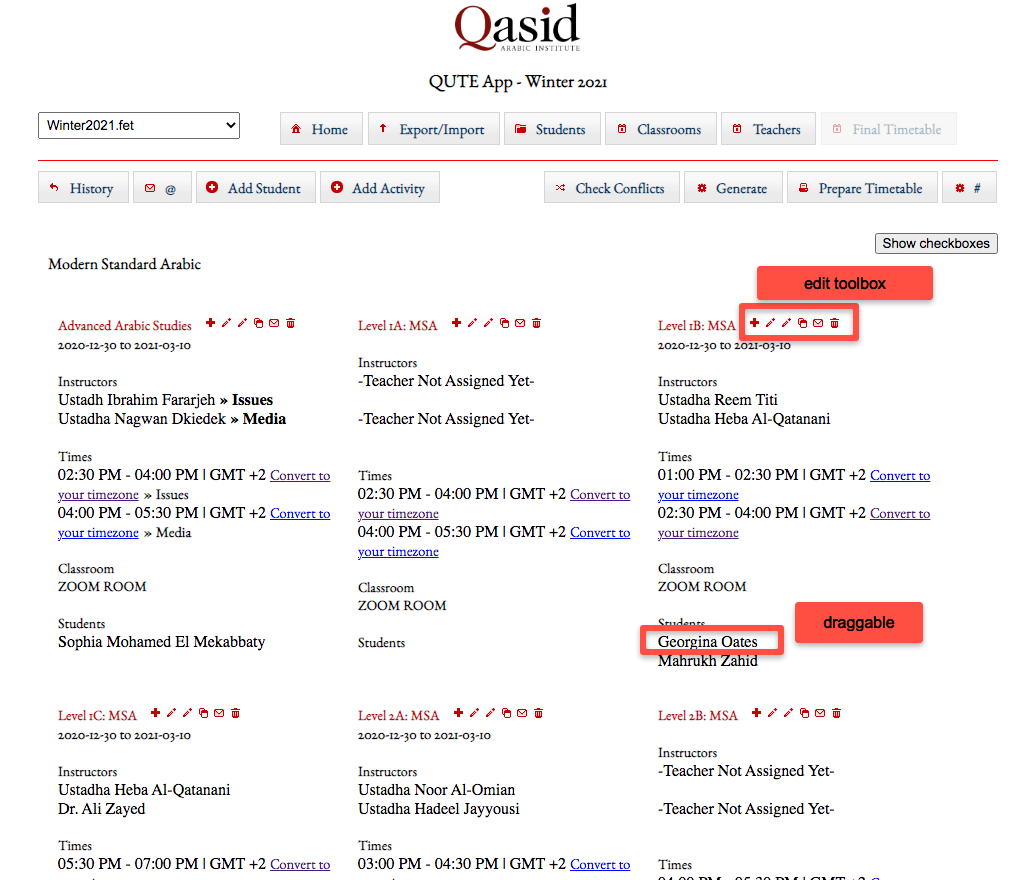 Qasid
ARABIC INSTITUTE
QUTE App - Winter 2021
Winter2021.fet
Home
Export/Import
Students
Classrooms
Teachers
Final Timetable
History
@
Add Student
Add Activity
Check Conflicts
Generate
Prepare Timetable
#
Show checkboxes
Modern Standard Arabic
edit toolbox
Advanced Arabic Studies
2020-12-30 to 2021-03-10
Instructors
Ustadh Ibrahim Fararjeh » Issues
Ustadha Nagwan Dkiedek » Media
Times
02:30 PM - 04:00 PM | GMT +2 Convert to
your timezone » Issues
04:00 PM - 05:30 PM | GMT +2 Convert to
your timezone » Media
Classroom
ZOOM ROOM
Students
Sophia Mohamed El Mekabbaty
Level 1A: MSA
Instructors
-Teacher Not Assigned Yet-
-Teacher Not Assigned Yet-
Times
02:30 PM - 04:00 PM | GMT +2 Convert to
your timezone
04:00 PM - 05:30 PM | GMT +2 Convert to
your timezone
Classroom
ZOOM ROOM
Students
Level 1B: MSA
2020-12-30 to 2021-03-10
Instructors
Ustadha Reem Titi
Ustadha Heba Al-Qatanani
Times
01:00 PM - 02:30 PM | GMT +2 Convert to
your timezone
02:30 PM - 04:00 PM | GMT +2 Convert to
your timezone
Classroom
ZOOM ROOM
Students
draggable
Georgina Oates
Mahrukh Zahid
Level 1C: MSA
2020-12-30 to 2021-03-10
Instructors
Ustadha Heba Al-Qatanani
Dr. Ali Zayed
Times
05:30 PM - 07:00 PM | GMT +2 Convert to
Level 2A: MSA
2020-12-30 to 2021-03-10
Instructors
Ustadha Noor Al-Omian
Ustadha Hadeel Jayyousi
Times
03:00 PM - 04:30 PM | GMT +2 Convert to
Level 2B: MSA
Instructors
-Teacher Not Assigned Yet-
-Teacher Not Assigned Yet-
Times